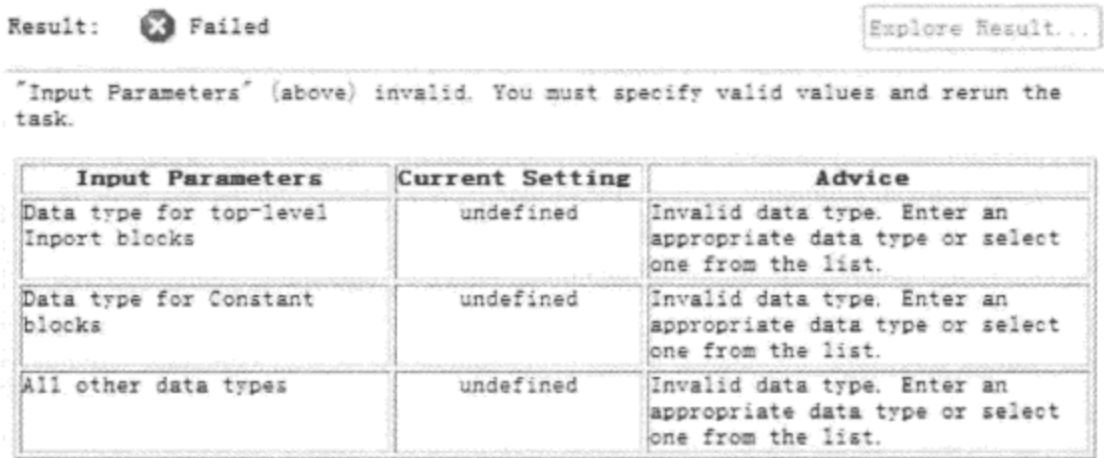 Result: Failed
Explore Result...
"Input Parameters" (above) invalid. You must specify valid values and rerun the
task.
Input Parameters Current Setting Advice
Data type for top-level undefined Invalid data type. Enter an
Inport blocks appropriate data type or select
one from the list.
Data type for Constant undefined Invalid data type. Enter an
blocks appropriate data type or select
one from the list.
All other data types undefined Invalid data type. Enter an
appropriate data type or select
one from the list.